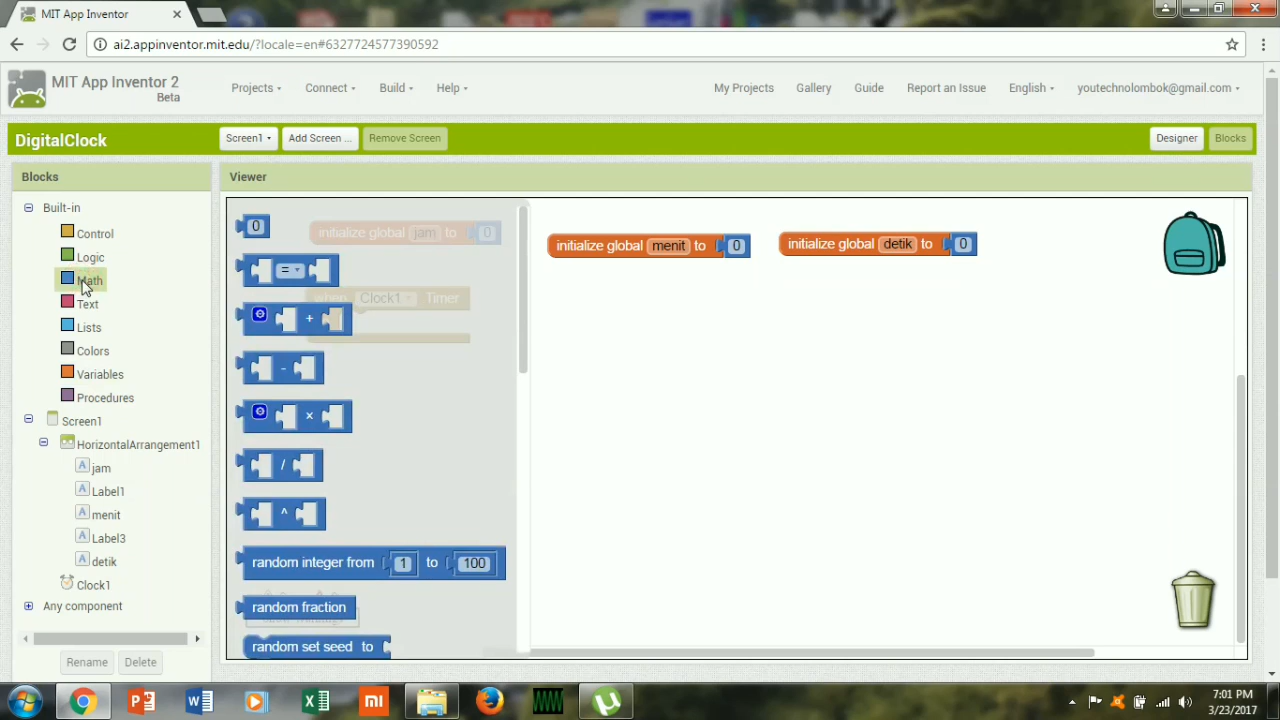 MIT App Inventor 2
ai2.appinventor.mit.edu/?locale=en#6327724577390592
MIT App Inventor 2
Beta
Projects
Connect
Build
Help
My Projects
Gallery
Guide
Report an Issue
English
youtechnolombok@gmail.com
DigitalClock
Screen1
Add Screen ...
Remove Screen
Designer
Blocks
Blocks
Viewer
Built-in
Control
Logic
Math
Text
Lists
Colors
Variables
Procedures
Screen1
HorizontalArrangement1
jam
Label1
menit
Label3
detik
Clock1
Any component
Rename
Delete
0
initialize global jam to 0
initialize global menit to 0
initialize global detik to 0
=
when Clock1 Timer
+
-
×
/
^
random integer from 1 to 100
random fraction
random set seed to
7:01 PM
3/23/2017